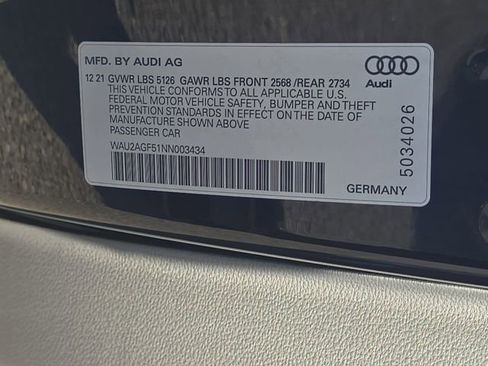 MFD. BY AUDI AG
12 21 GVWR LBS 5126 GAWR LBS FRONT 2568 /REAR 2734
THIS VEHICLE CONFORMS TO ALL APPLICABLE U.S.
FEDERAL MOTOR VEHICLE SAFETY, BUMPER AND THEFT
PREVENTION STANDARDS IN EFFECT ON THE DATE OF
MANUFACTURE SHOWN ABOVE
PASSENGER CAR
WAU2AGF51NN003434
Audi
5034026
GERMANY